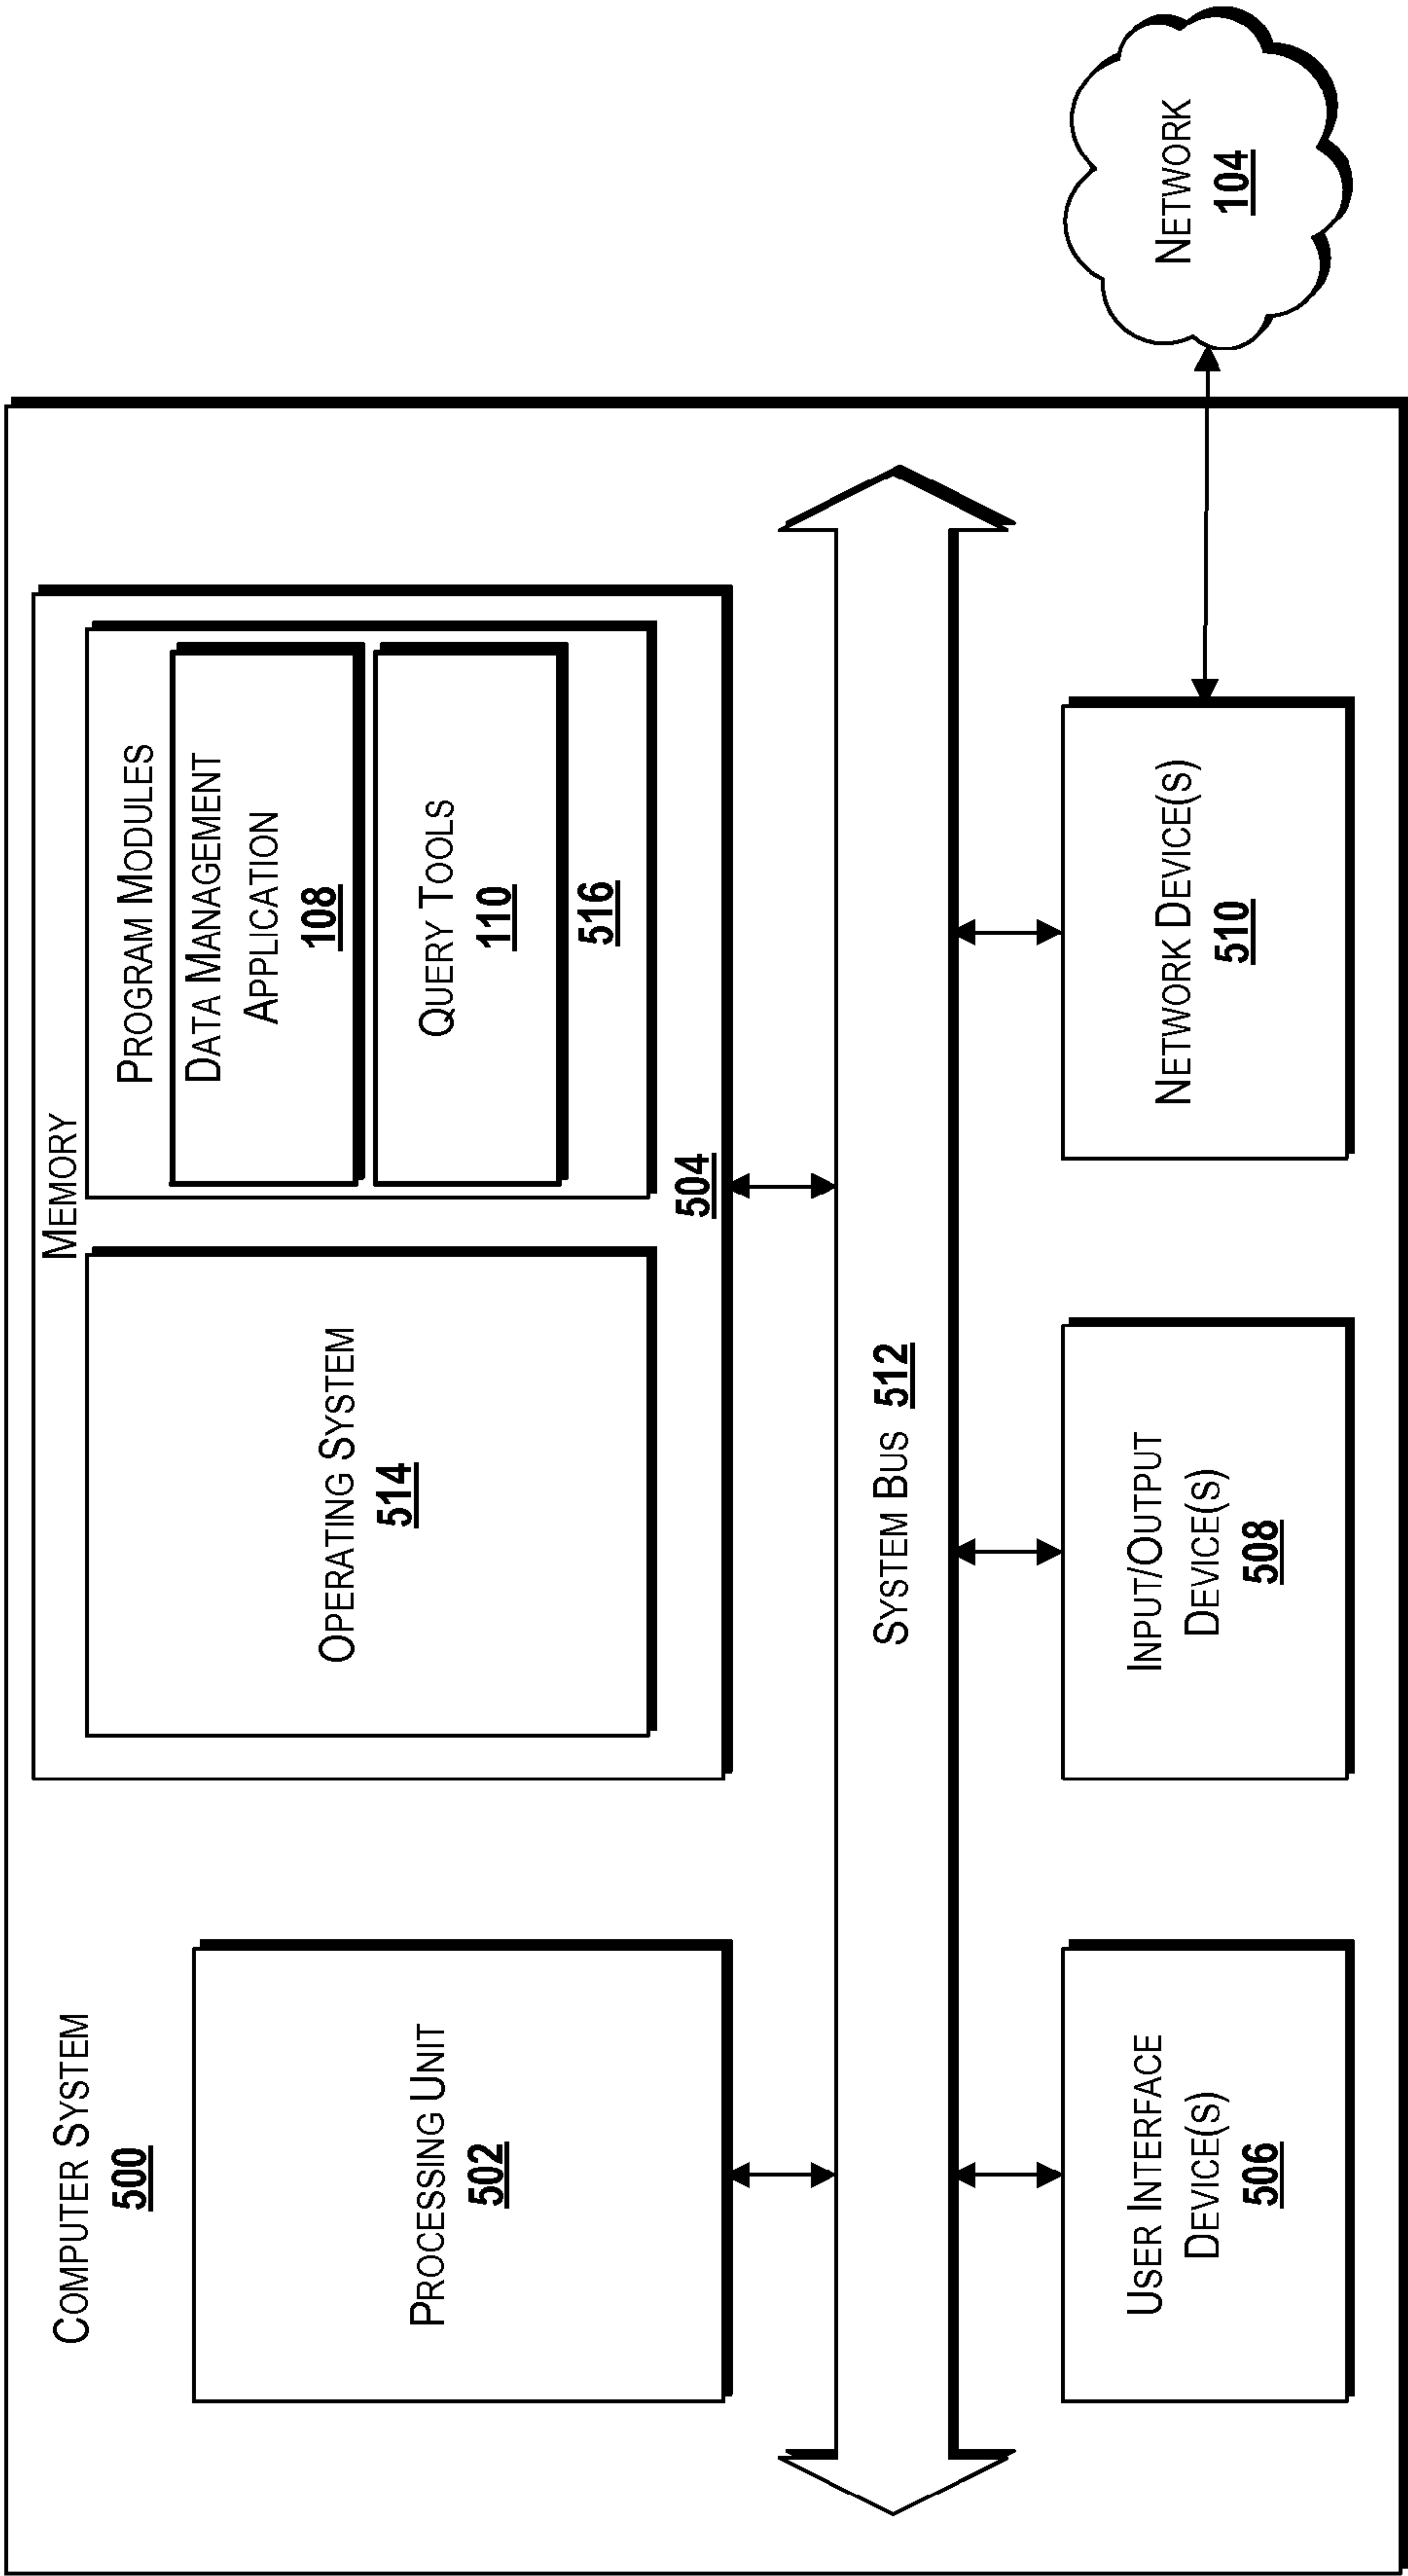 COMPUTER SYSTEM
500
PROCESSING UNIT
502
MEMORY
OPERATING SYSTEM
514
PROGRAM MODULES
DATA MANAGEMENT
APPLICATION
108
QUERY TOOLS
110
516
504
SYSTEM BUS 512
USER INTERFACE
DEVICE(S)
506
INPUT/OUTPUT
DEVICE(S)
508
NETWORK DEVICE(S)
510
NETWORK
104